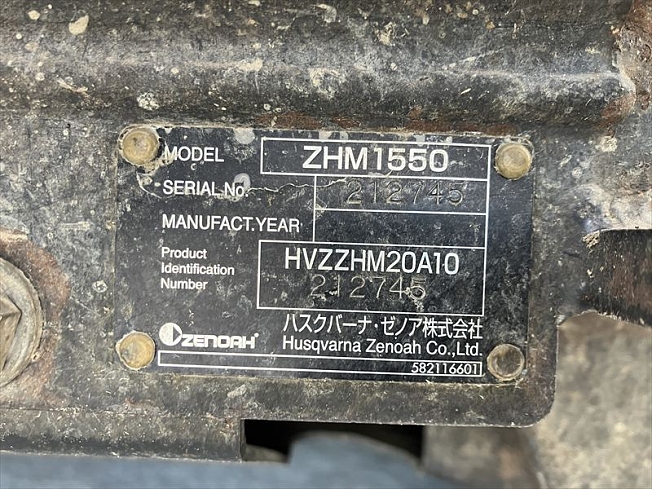 MODEL ZHM1550
SERIAL No. 212745
MANUFACT.YEAR
Product Identification Number HVZZHM20A10
212745
ZENOAH ハスクバーナ・ゼノア株式会社
Husqvarna Zenoah Co.,Ltd.
582116601